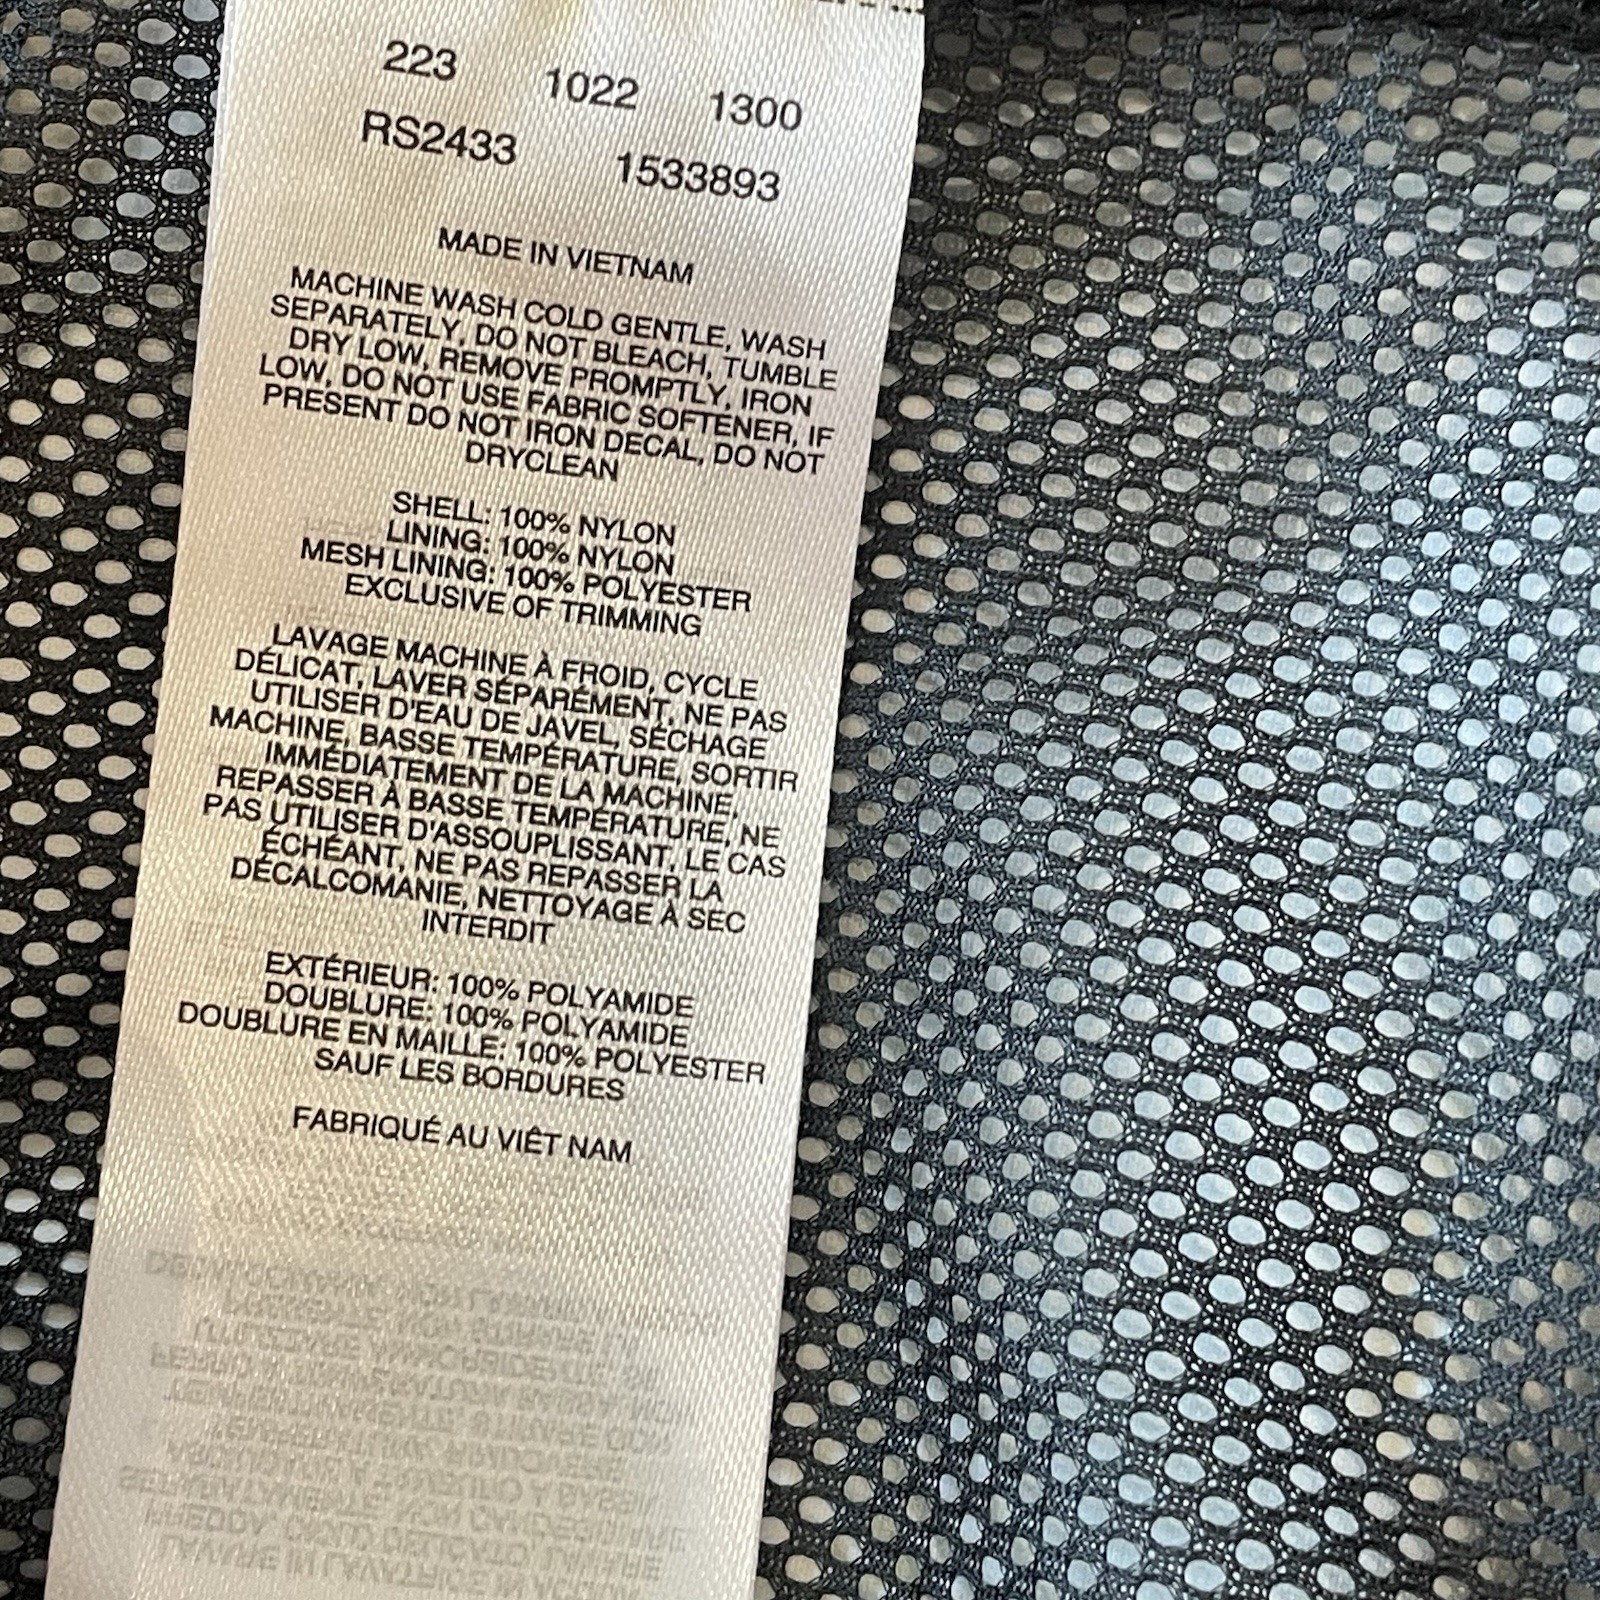 223 1022 1300
RS2433 1533893
MADE IN VIETNAM
MACHINE WASH COLD GENTLE, WASH
SEPARATELY, DO NOT BLEACH, TUMBLE
DRY LOW, REMOVE PROMPTLY, IRON
LOW, DO NOT USE FABRIC SOFTENER, IF
PRESENT DO NOT IRON DECAL, DO NOT
DRYCLEAN
SHELL: 100% NYLON
LINING: 100% NYLON
MESH LINING: 100% POLYESTER
EXCLUSIVE OF TRIMMING
LAVAGE MACHINE À FROID, CYCLE
DÉLICAT, LAVER SÉPARÉMENT, NE PAS
UTILISER D'EAU DE JAVEL, SÉCHAGE
MACHINE, BASSE TEMPÉRATURE, SORTIR
IMMÉDIATEMENT DE LA MACHINE,
REPASSER À BASSE TEMPÉRATURE, NE
PAS UTILISER D'ASSOUPLISSANT, LE CAS
ÉCHÉANT, NE PAS REPASSER LA
DÉCALCOMANIE, NETTOYAGE À SEC
INTERDIT
EXTÉRIEUR: 100% POLYAMIDE
DOUBLURE: 100% POLYAMIDE
DOUBLURE EN MAILLE: 100% POLYESTER
SAUF LES BORDURES
FABRIQUÉ AU VIÊT NAM